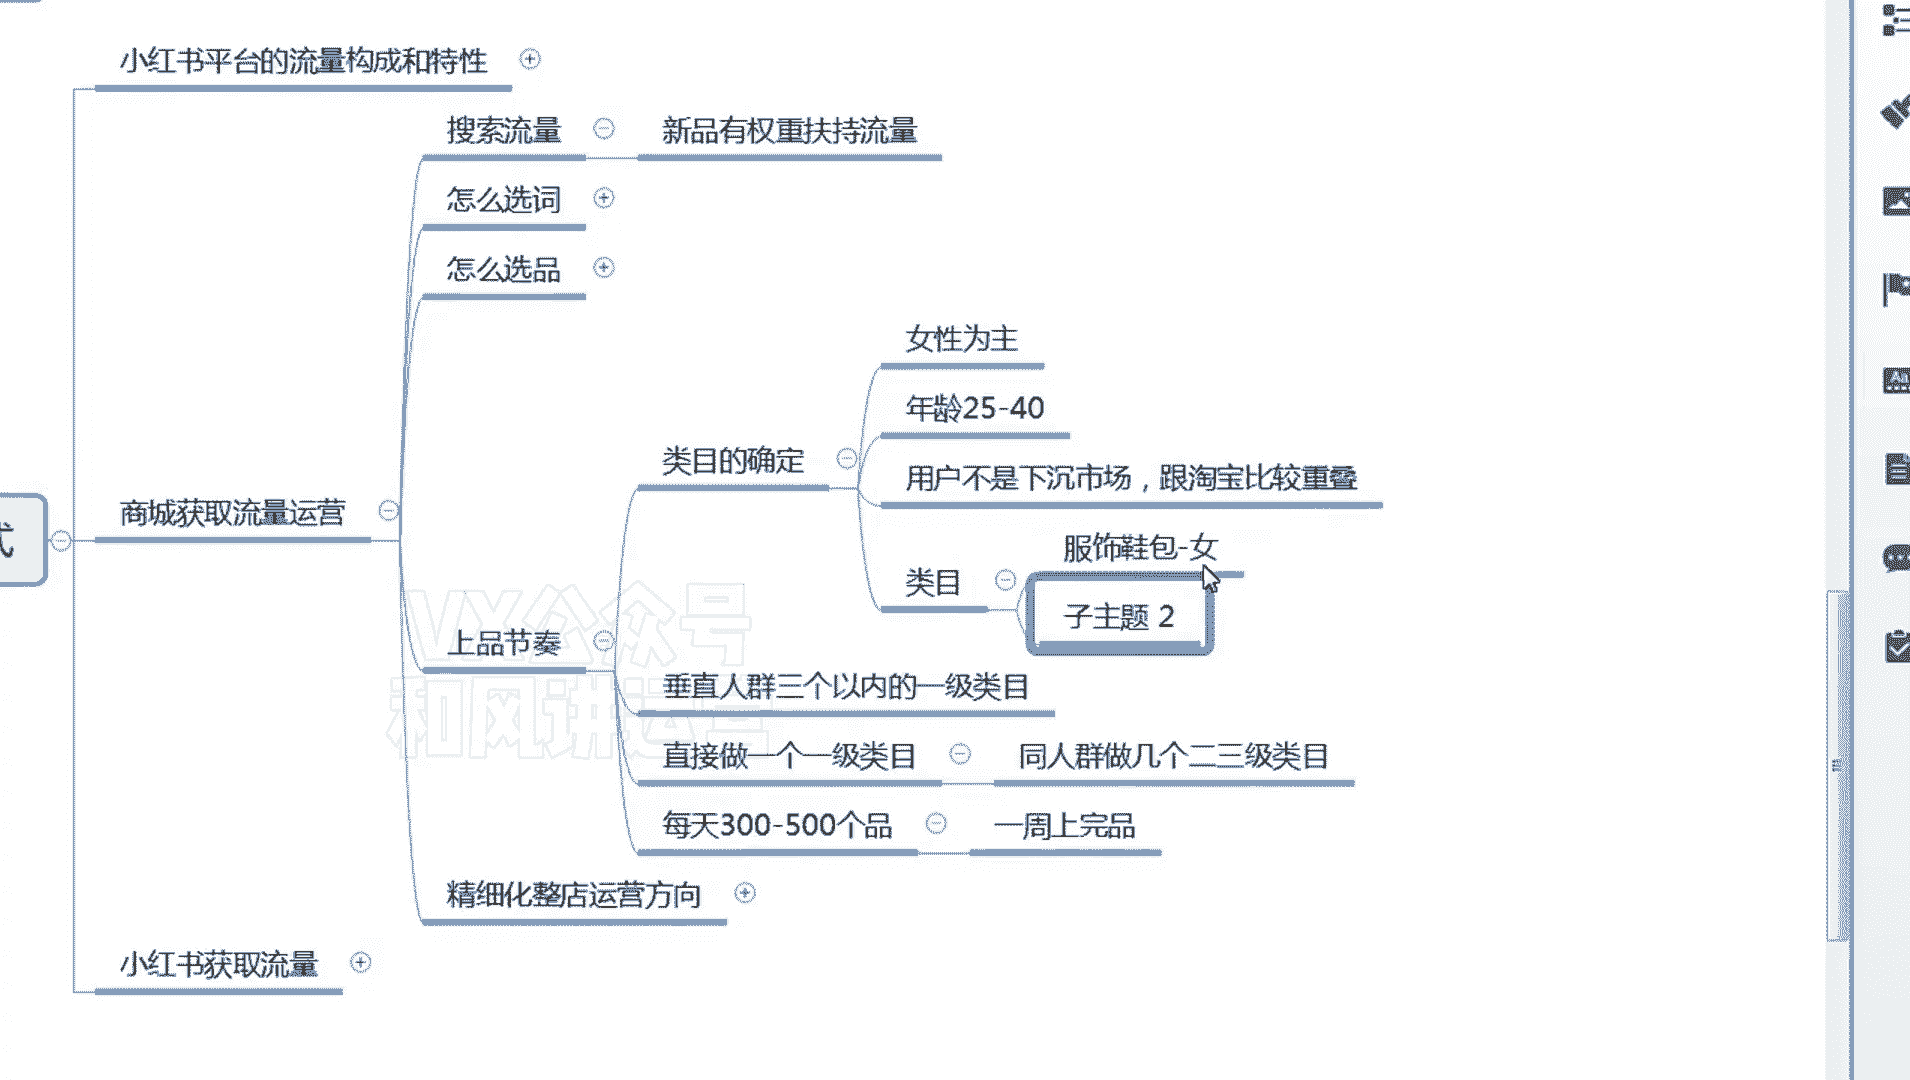 小红书平台的流量构成和特性
搜索流量
新品有权重扶持流量
怎么选词
怎么选品
女性为主
年龄25-40
类目的确定
用户不是下沉市场，跟淘宝比较重叠
商城获取流量运营
式
服饰鞋包-女
类目
子主题 2
VX公众号
上品节奏
和风讲运营
垂直人群三个以内的一级类目
直接做一个一级类目
同人群做几个二三级类目
每天300-500个品
一周上完品
精细化整店运营方向
小红书获取流量